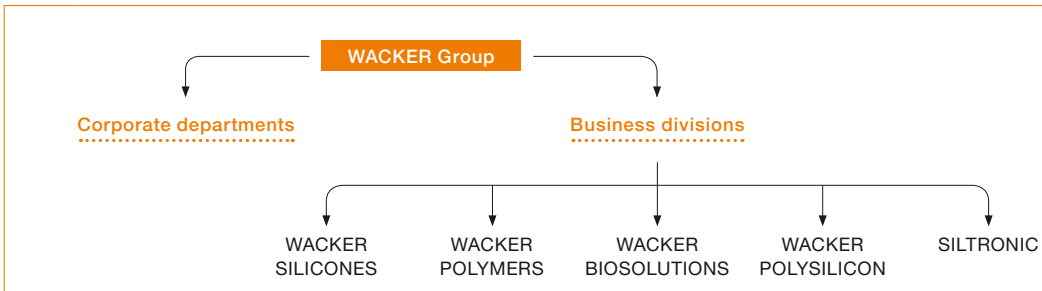 WACKER Group
Corporate departments
Business divisions
WACKER
SILICONES
WACKER
POLYMERS
WACKER
BIOSOLUTIONS
WACKER
POLYSILICON
SILTRONIC